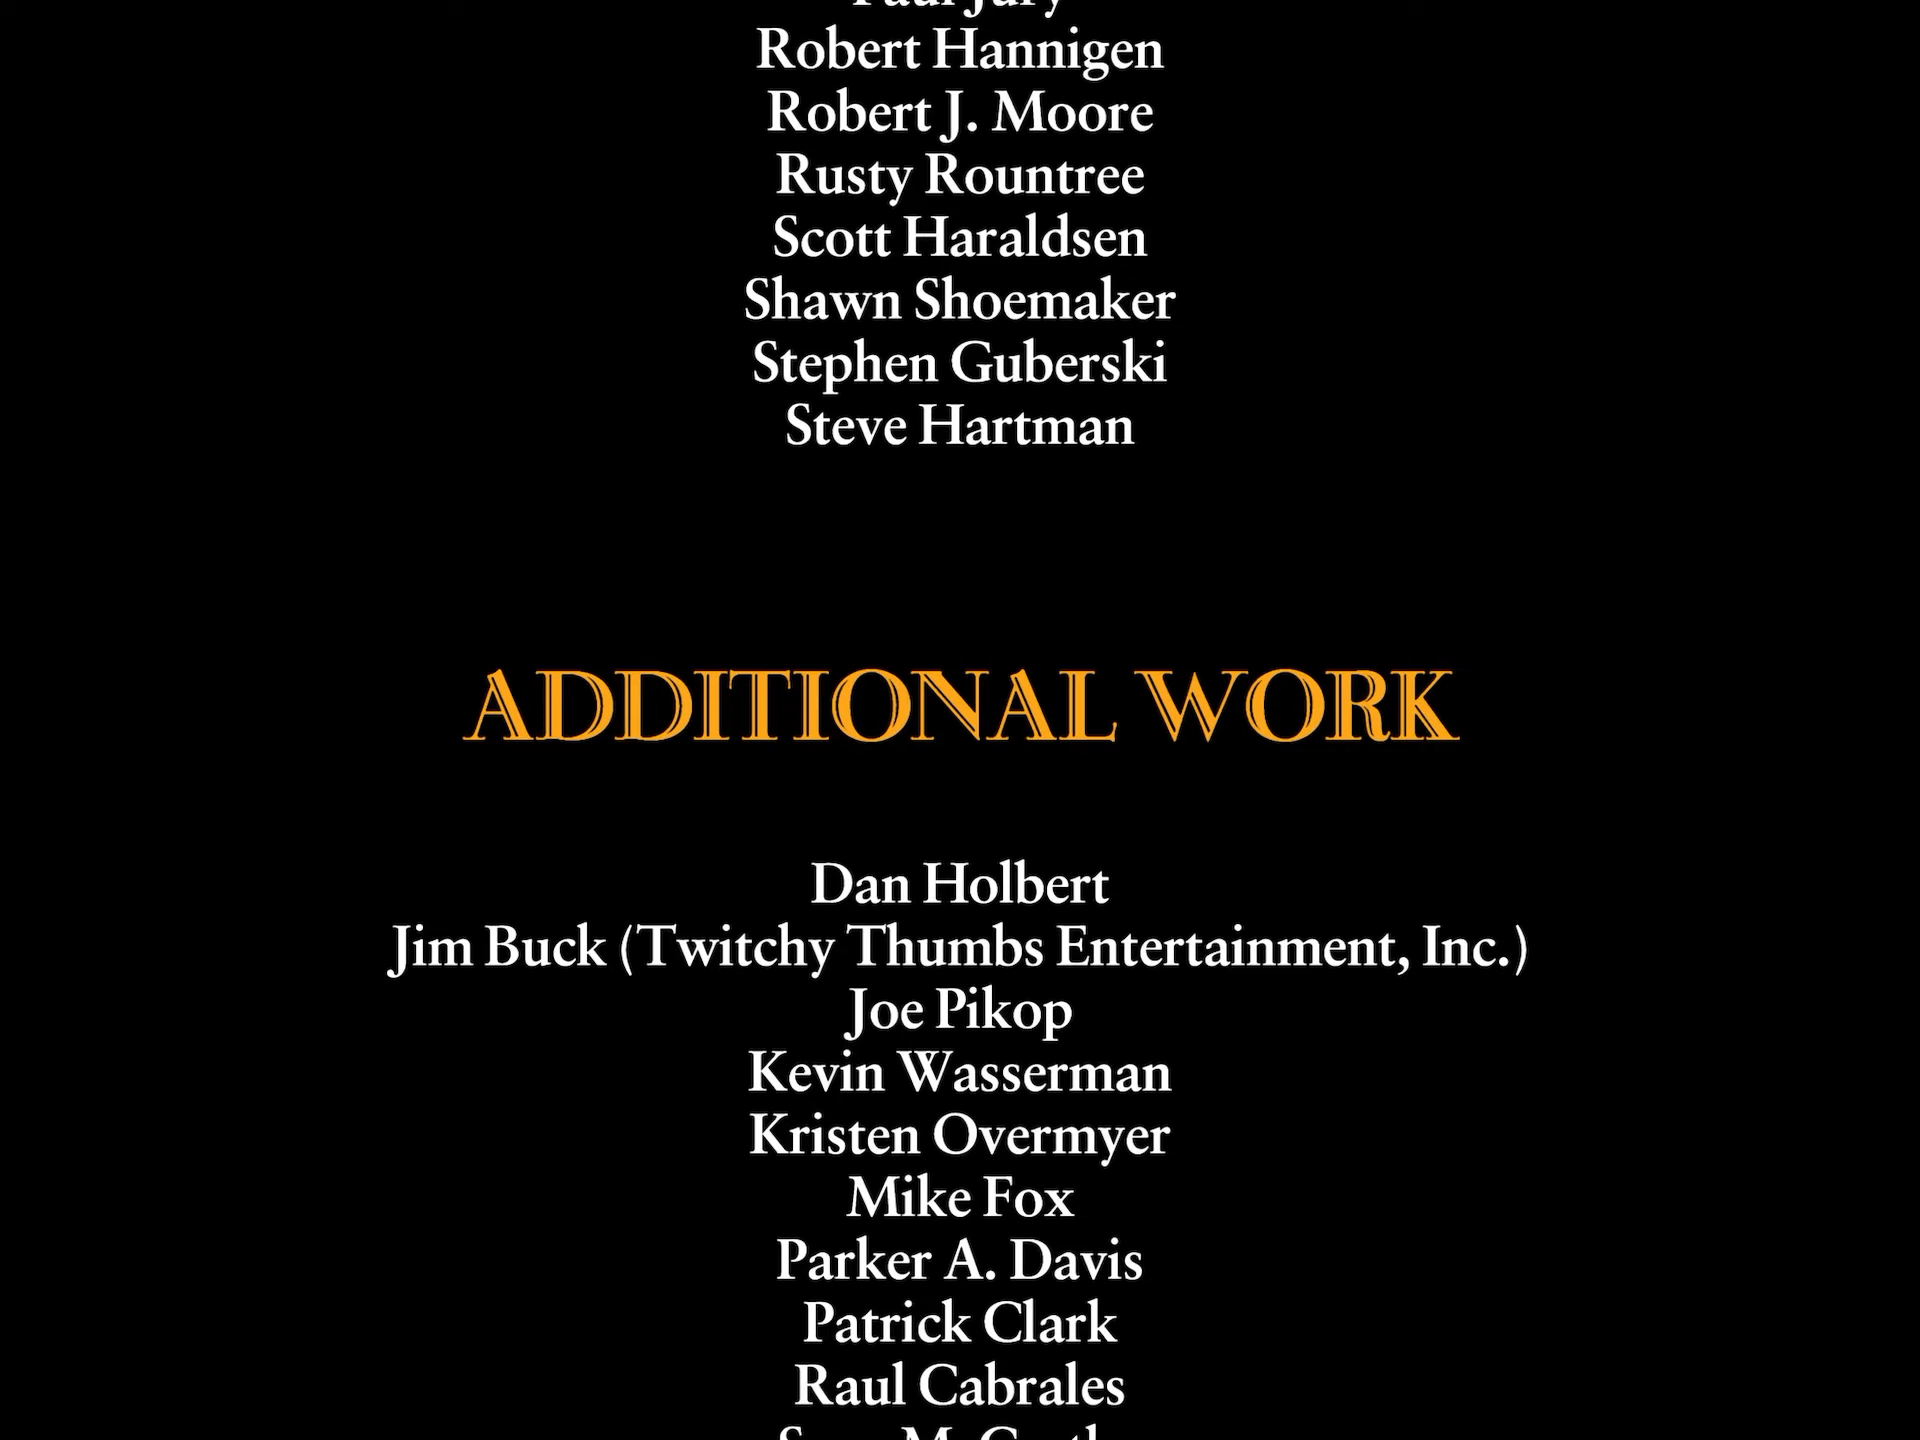 Paul Jury
Robert Hannigen
Robert J. Moore
Rusty Rountree
Scott Haraldsen
Shawn Shoemaker
Stephen Guberski
Steve Hartman
ADDITIONAL WORK
Dan Holbert
Jim Buck (Twitchy Thumbs Entertainment, Inc.)
Joe Pikop
Kevin Wasserman
Kristen Overmyer
Mike Fox
Parker A. Davis
Patrick Clark
Raul Cabrales